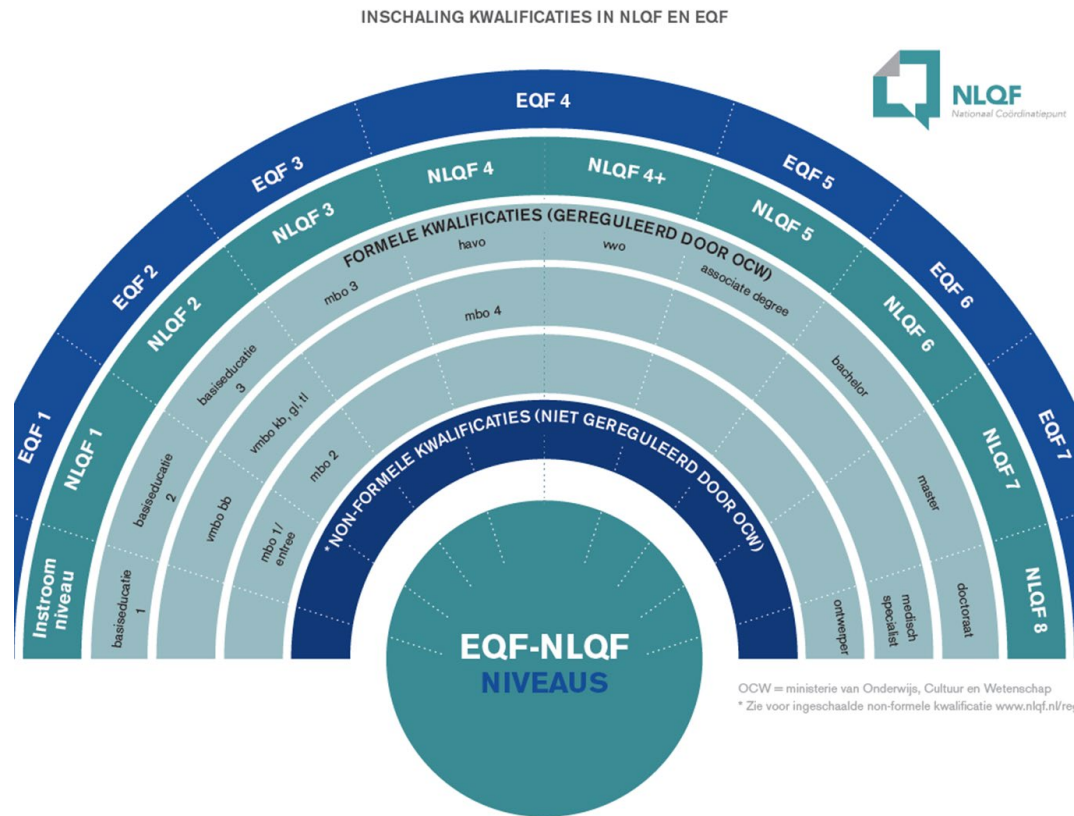 INSCHALING KWALIFICATIES IN NLQF EN EQF
NLQF
Nationaal Coördinatiepunt
EQF 1
EQF 2
EQF 3
EQF 4
EQF 5
EQF 6
EQF 7
Instroom
niveau
NLQF 1
NLQF 2
NLQF 3
NLQF 4
NLQF 4+
NLQF 5
NLQF 6
NLQF 7
NLQF 8
FORMELE KWALIFICATIES (GEREGULEERD DOOR OCW)
basiseducatie
1
basiseducatie
2
basiseducatie
3
mbo 3
havo
vwo
associate degree
bachelor
master
doctoraat
vmbo bb
vmbo kb, gl, tl
mbo 4
medisch
specialist
mbo 1/
entree
mbo 2
ontwerper
*NON-FORMELE KWALIFICATIES (NIET GEREGULEERD DOOR OCW)
EQF-NLQF
NIVEAUS
OCW = ministerie van Onderwijs, Cultuur en Wetenschap
* Zie voor ingeschaalde non-formele kwalificatie www.nlqf.nl/reg